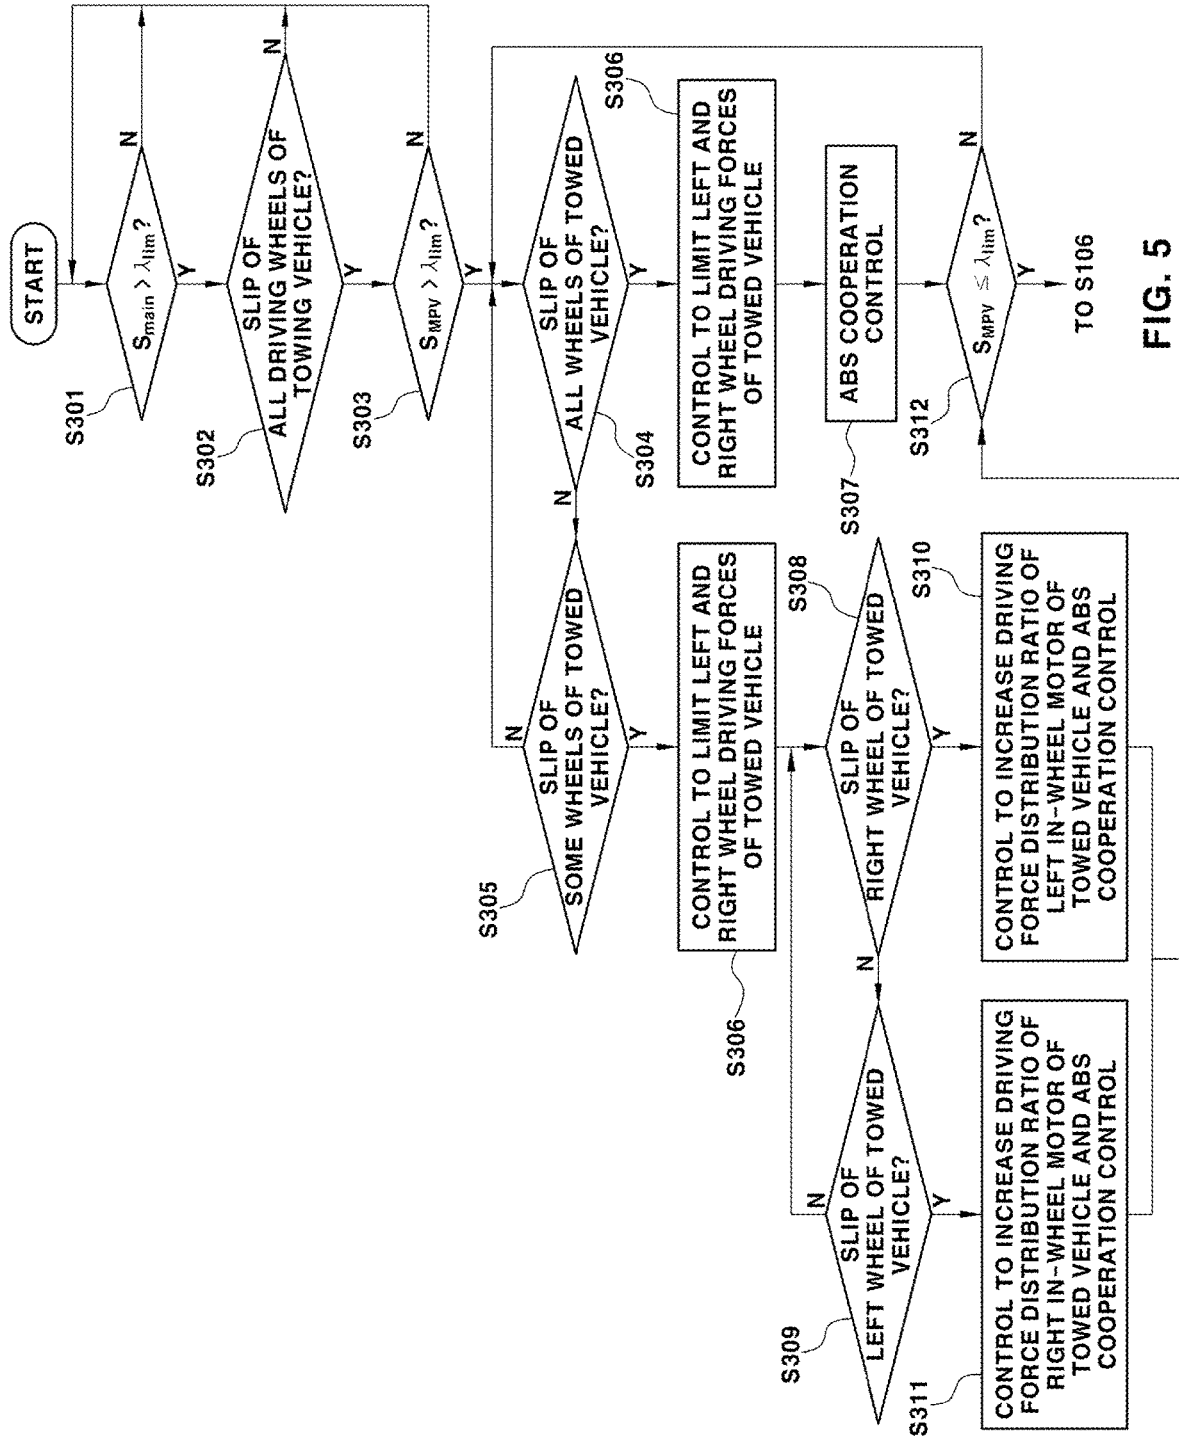 START
S301
S_main > λ_lim?
N
Y
S302
SLIP OF
ALL DRIVING WHEELS OF
TOWING VEHICLE?
N
Y
S303
S_MPV > λ_lim?
N
Y
S304
SLIP OF
ALL WHEELS OF TOWED
VEHICLE?
N
Y
S305
SLIP OF
SOME WHEELS OF TOWED
VEHICLE?
N
Y
S306
CONTROL TO LIMIT LEFT AND
RIGHT WHEEL DRIVING FORCES
OF TOWED VEHICLE
S306
CONTROL TO LIMIT LEFT AND
RIGHT WHEEL DRIVING FORCES
OF TOWED VEHICLE
S307
ABS COOPERATION
CONTROL
S308
SLIP OF
RIGHT WHEEL OF TOWED
VEHICLE?
N
Y
S309
SLIP OF
LEFT WHEEL OF TOWED
VEHICLE?
N
Y
S310
CONTROL TO INCREASE DRIVING
FORCE DISTRIBUTION RATIO OF
LEFT IN-WHEEL MOTOR OF
TOWED VEHICLE AND ABS
COOPERATION CONTROL
S311
CONTROL TO INCREASE DRIVING
FORCE DISTRIBUTION RATIO OF
RIGHT IN-WHEEL MOTOR OF
TOWED VEHICLE AND ABS
COOPERATION CONTROL
S312
S_MPV ≤ λ_lim?
N
Y
TO S106
FIG. 5